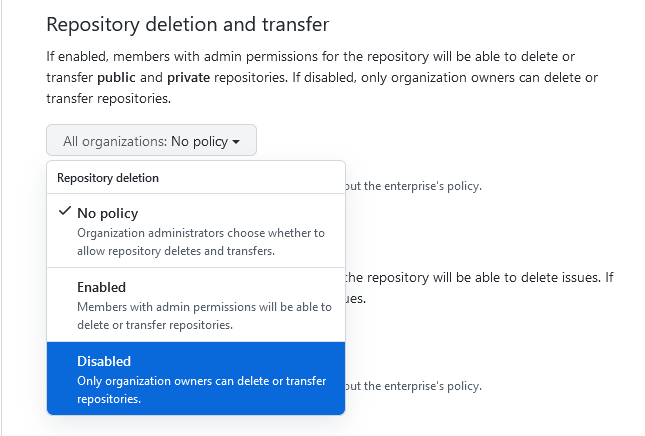 Repository deletion and transfer
If enabled, members with admin permissions for the repository will be able to delete or
transfer public and private repositories. If disabled, only organization owners can delete or
transfer repositories.
All organizations: No policy
Repository deletion
out the enterprise's policy.
No policy
Organization administrators choose whether to
allow repository deletes and transfers.
the repository will be able to delete issues. If
Enabled
Members with admin permissions will be able to
delete or transfer repositories.
Disabled
Only organization owners can delete or transfer
repositories.
out the enterprise's policy.